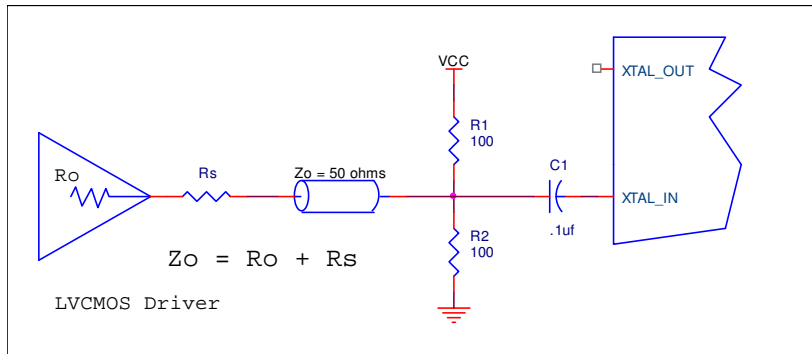 VCC
XTAL_OUT
R1
100
Ro
Rs
Zo = 50 ohms
C1
XTAL_IN
.1uf
R2
100
Zo = Ro + Rs
LVCMOS Driver